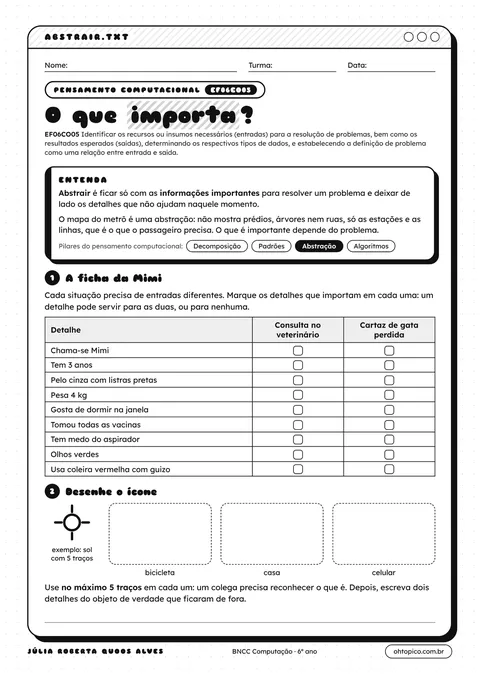 ABSTRAIR.TXT
Nome: Turma: Data:
PENSAMENTO COMPUTACIONAL EF06CO05
O que importa?
EF06CO05 Identificar os recursos ou insumos necessários (entradas) para a resolução de problemas, bem como os
resultados esperados (saídas), determinando os respectivos tipos de dados, e estabelecendo a definição de problema
como uma relação entre entrada e saída.
ENTENDA
Abstrair é ficar só com as informações importantes para resolver um problema e deixar de
lado os detalhes que não ajudam naquele momento.
O mapa do metrô é uma abstração: não mostra prédios, árvores nem ruas, só as estações e as
linhas, que é o que o passageiro precisa. O que é importante depende do problema.
Pilares do pensamento computacional: Decomposição Padrões Abstração Algoritmos
1 A ficha da Mimi
Cada situação precisa de entradas diferentes. Marque os detalhes que importam em cada uma: um
detalhe pode servir para as duas, ou para nenhuma.
Detalhe Consulta no veterinário Cartaz de gata perdida
Chama-se Mimi
Tem 3 anos
Pelo cinza com listras pretas
Pesa 4 kg
Gosta de dormir na janela
Tomou todas as vacinas
Tem medo do aspirador
Olhos verdes
Usa coleira vermelha com guizo
2 Desenhe o ícone
exemplo: sol
com 5 traços
bicicleta casa celular
Use no máximo 5 traços em cada um: um colega precisa reconhecer o que é. Depois, escreva dois
detalhes do objeto de verdade que ficaram de fora.
JÚLIA ROBERTA QUOOS ALVES BNCC Computação · 6º ano ohtopico.com.br